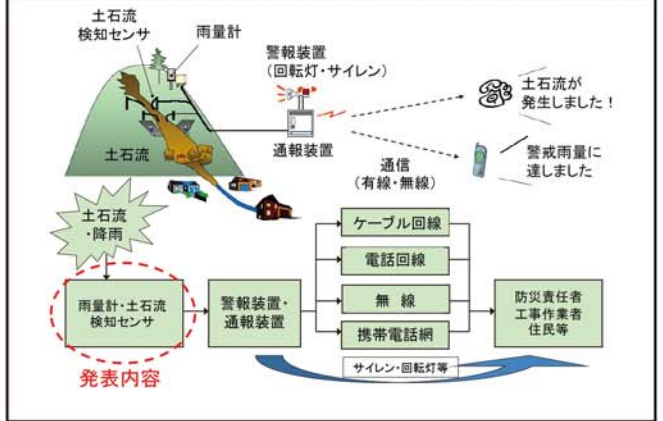 土石流
検知センサ
雨量計
警報装置
（回転灯・サイレン）
土石流が
発生しました！
土石流
通報装置
通信
（有線・無線）
警戒雨量に
達しました
土石流
・降雨
ケーブル回線
電話回線
雨量計・土石流
検知センサ
警報装置・
通報装置
無 線
携帯電話網
防災責任者
工事作業者
住民等
サイレン・回転灯等
発表内容